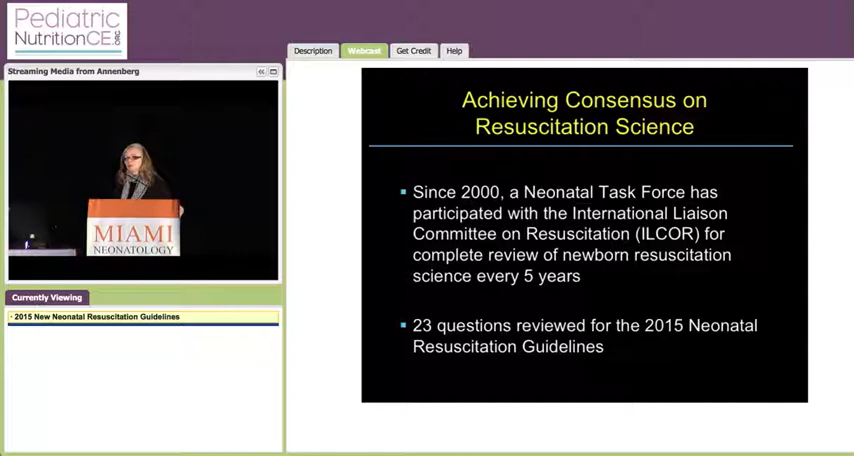 Pediatric
NutritionCE.ORG
Description
Webcast
Get Credit
Help
Streaming Media from Annenberg
MIAMI
NEONATOLOGY
Currently Viewing
· 2015 New Neonatal Resuscitation Guidelines
Achieving Consensus on
Resuscitation Science
▪ Since 2000, a Neonatal Task Force has
participated with the International Liaison
Committee on Resuscitation (ILCOR) for
complete review of newborn resuscitation
science every 5 years
▪ 23 questions reviewed for the 2015 Neonatal
Resuscitation Guidelines